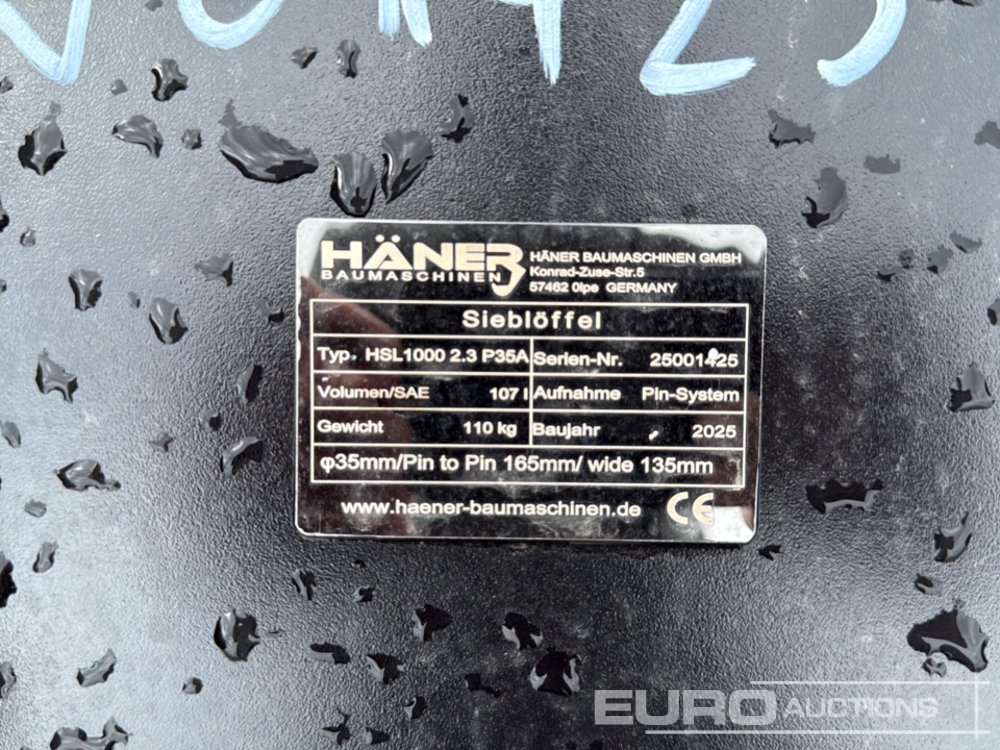 HÄNER
BAUMASCHINEN
HÄNER BAUMASCHINEN GMBH
Konrad-Zuse-Str.5
57462 Olpe GERMANY
Sieblöffel
Typ. HSL1000 2.3 P35A Serien-Nr. 25001425
Volumen/SAE 107 l Aufnahme Pin-System
Gewicht 110 kg Baujahr 2025
φ35mm/Pin to Pin 165mm/ wide 135mm
www.haener-baumaschinen.de CE
EURO AUCTIONS